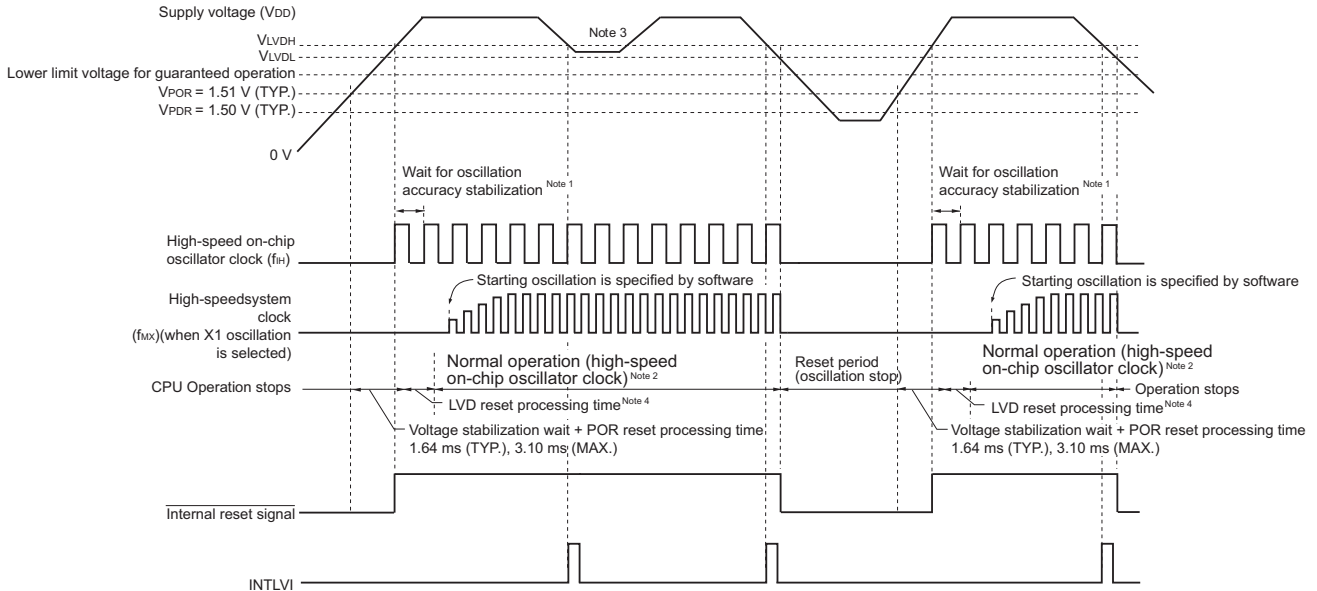 Supply voltage (VDD)
Note 3
VLVDH
VLVDL
Lower limit voltage for guaranteed operation
VPOR = 1.51 V (TYP.)
VPDR = 1.50 V (TYP.)
0 V
Wait for oscillation
accuracy stabilization Note 1
Wait for oscillation
accuracy stabilization Note 1
High-speed on-chip
oscillator clock (fIH)
Starting oscillation is specified by software
Starting oscillation is specified by software
High-speedsystem
clock
(fMX)(when X1 oscillation
is selected)
Normal operation (high-speed
on-chip oscillator clock) Note 2
Reset period
(oscillation stop)
Normal operation (high-speed
on-chip oscillator clock) Note 2
CPU Operation stops
Operation stops
LVD reset processing time Note 4
LVD reset processing time Note 4
Voltage stabilization wait + POR reset processing time
1.64 ms (TYP.), 3.10 ms (MAX.)
Voltage stabilization wait + POR reset processing time
1.64 ms (TYP.), 3.10 ms (MAX.)
Internal reset signal
INTLVI